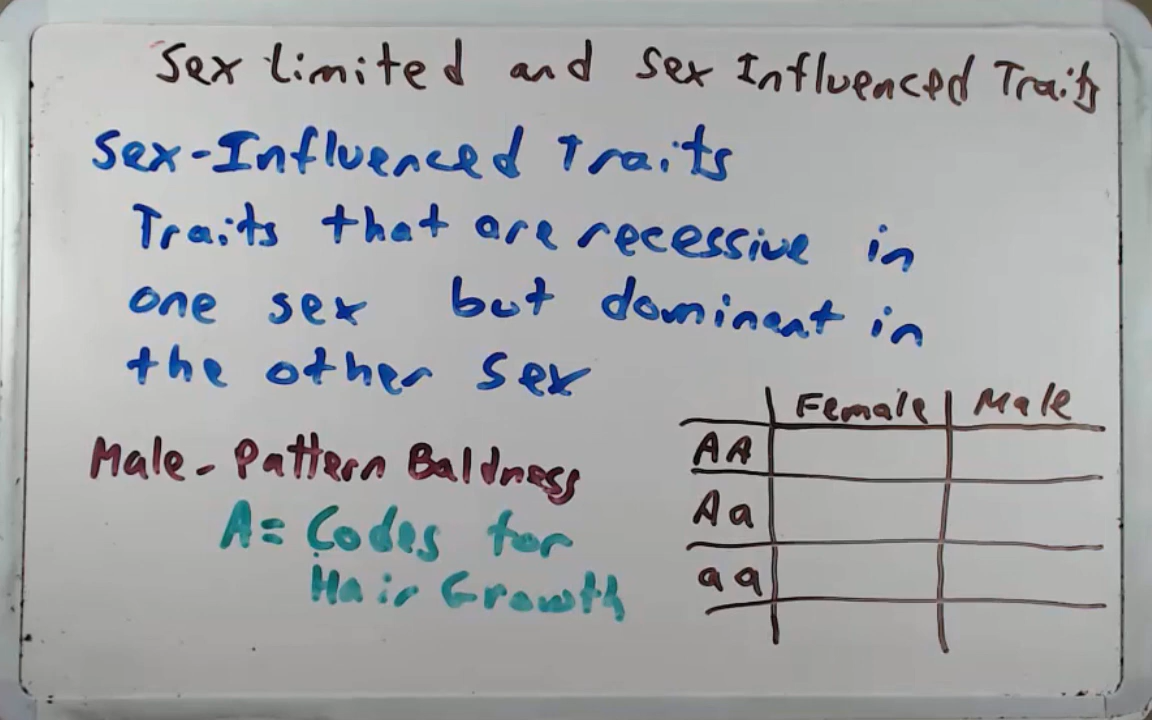 Sex Limited and Sex Influenced Traits
Sex-Influenced Traits
Traits that are recessive in
one sex but dominant in
the other sex
Male-Pattern Baldness
A= Codes for
Hair Growth
Female Male
AA
Aa
aa